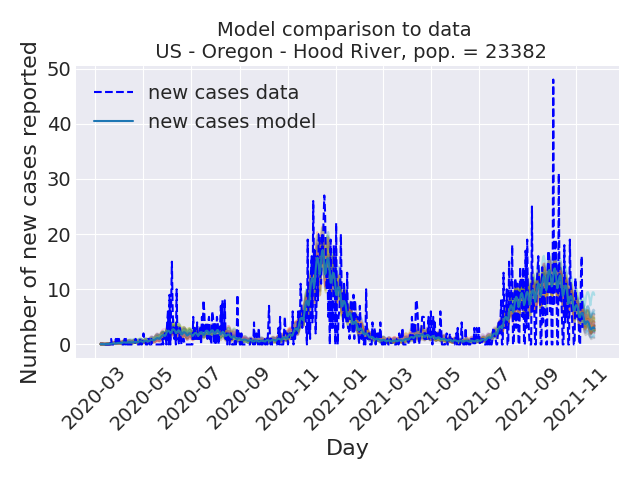 Model comparison to data
US - Oregon - Hood River, pop. = 23382
Number of new cases reported
50
40
30
20
10
0
new cases data
new cases model
2020-03
2020-05
2020-07
2020-09
2020-11
2021-01
2021-03
2021-05
2021-07
2021-09
2021-11
Day